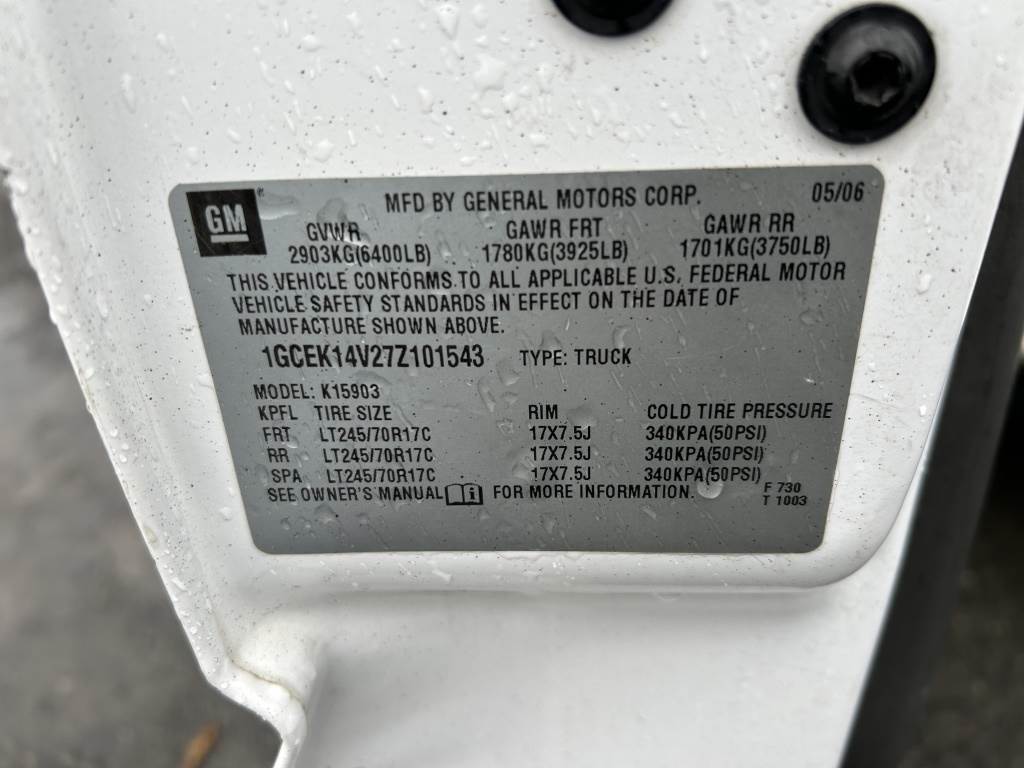 GM
®
MFD BY GENERAL MOTORS CORP. 05/06
GVWR GAWR FRT GAWR RR
2903KG(6400LB) 1780KG(3925LB) 1701KG(3750LB)
THIS VEHICLE CONFORMS TO ALL APPLICABLE U.S. FEDERAL MOTOR
VEHICLE SAFETY STANDARDS IN EFFECT ON THE DATE OF
MANUFACTURE SHOWN ABOVE.
1GCEK14V27Z101543 TYPE: TRUCK
MODEL: K15903
KPFL TIRE SIZE RIM COLD TIRE PRESSURE
FRT LT245/70R17C 17X7.5J 340KPA(50PSI)
RR LT245/70R17C 17X7.5J 340KPA(50PSI)
SPA LT245/70R17C 17X7.5J 340KPA(50PSI)
SEE OWNER'S MANUAL FOR MORE INFORMATION.
F 730
T 1003